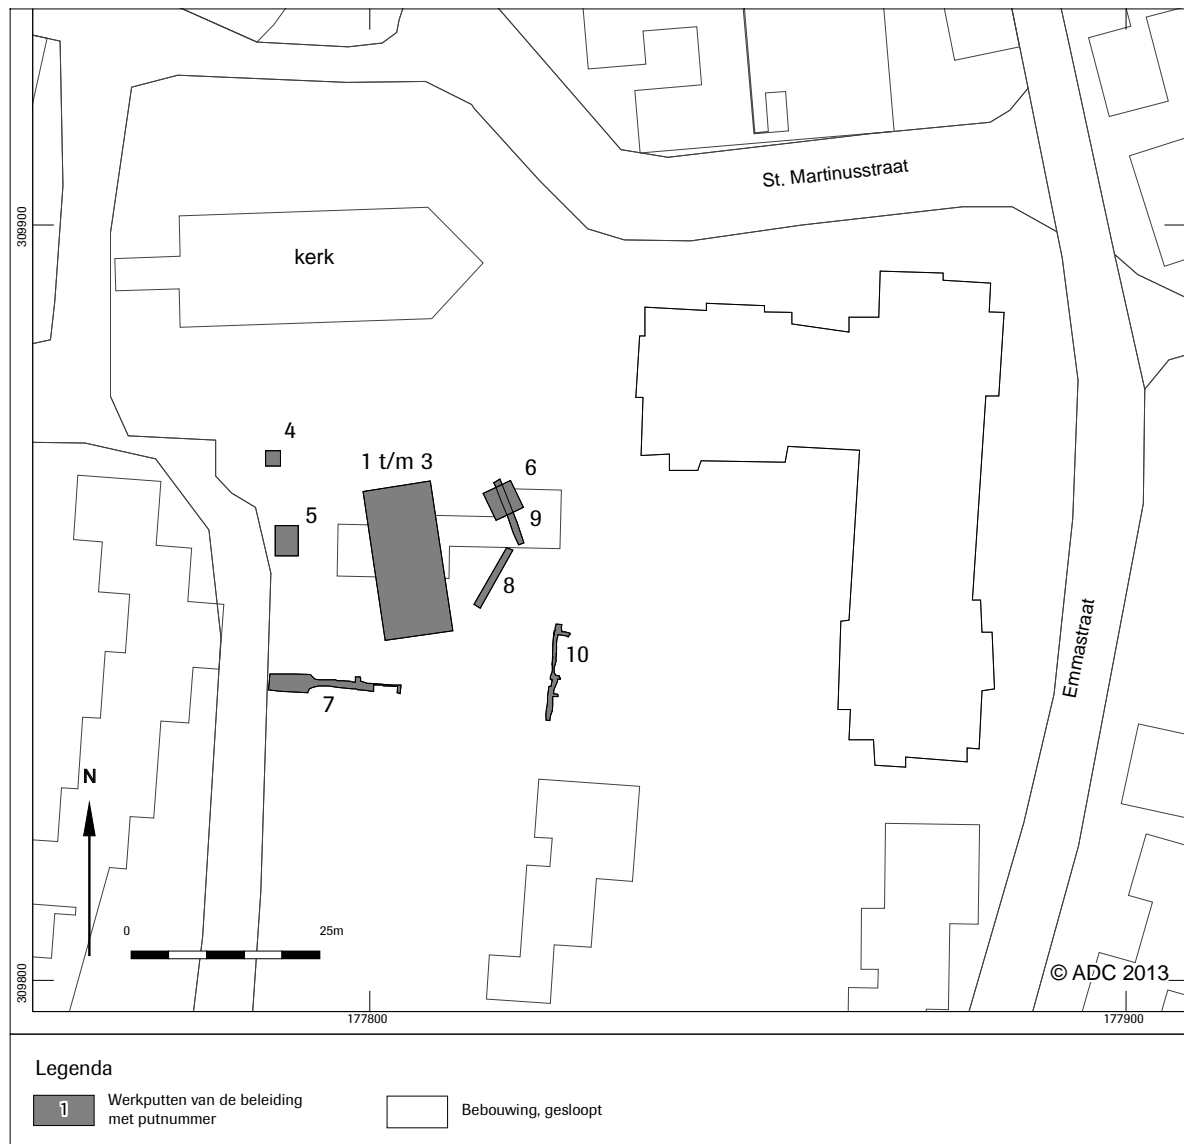 St. Martinusstraat
309900
kerk
4
1 t/m 3
6
5
9
8
10
7
Emmastraat
N
0 25m
© ADC 2013
309800
177800
177900
Legenda
1
Werkputten van de beleiding
met putnummer
Bebouwing, gesloopt